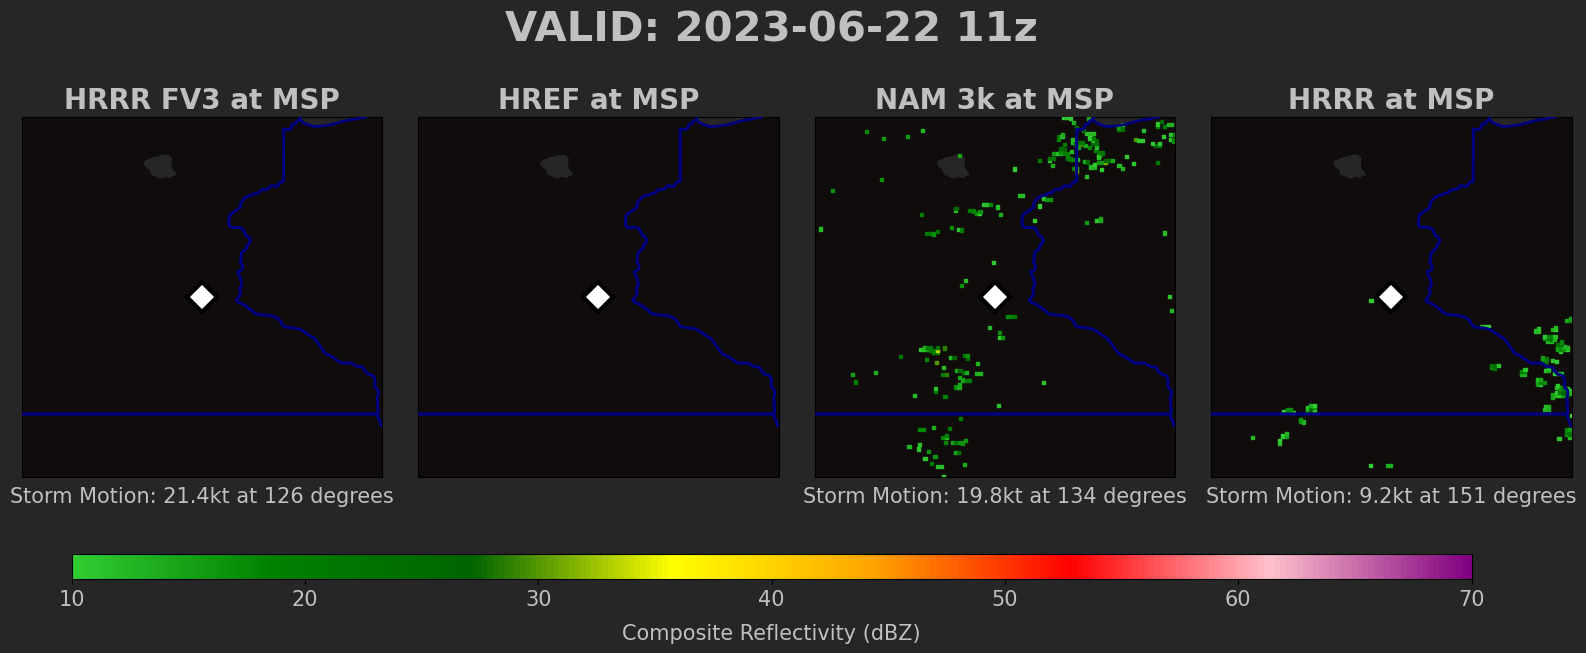 VALID: 2023-06-22 11z
HRRR FV3 at MSP
HREF at MSP
NAM 3k at MSP
HRRR at MSP
Storm Motion: 21.4kt at 126 degrees
Storm Motion: 19.8kt at 134 degrees
Storm Motion: 9.2kt at 151 degrees
10 20 30 40 50 60 70
Composite Reflectivity (dBZ)